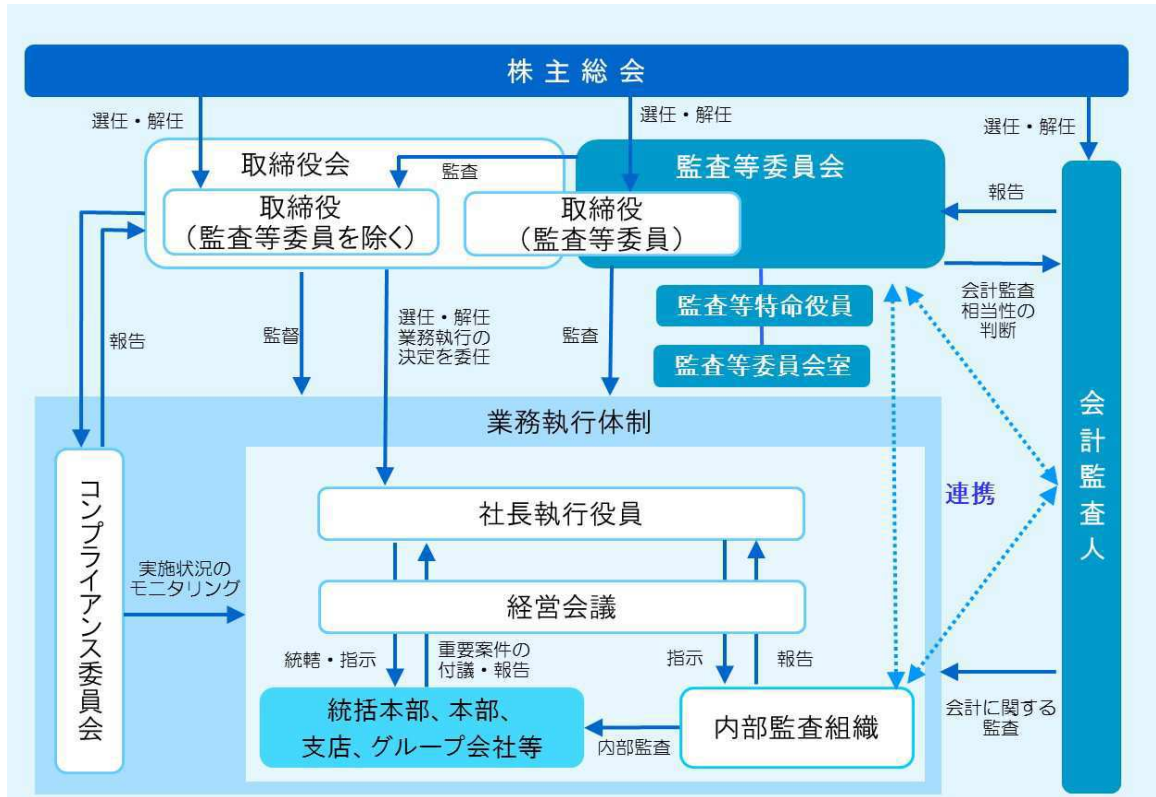 株主総会
選任・解任
選任・解任
選任・解任
取締役会
監査
監査等委員会
取締役
（監査等委員を除く）
取締役
（監査等委員）
報告
報告
監督
選任・解任
業務執行の
決定を委任
監査
監査等特命役員
監査等委員会室
会計監査
相当性の
判断
業務執行体制
会計監査人
コンプライアンス委員会
連携
社長執行役員
実施状況の
モニタリング
経営会議
統轄・指示
重要案件の
付議・報告
指示
報告
統括本部、本部、
支店、グループ会社等
内部監査
内部監査組織
会計に関する
監査